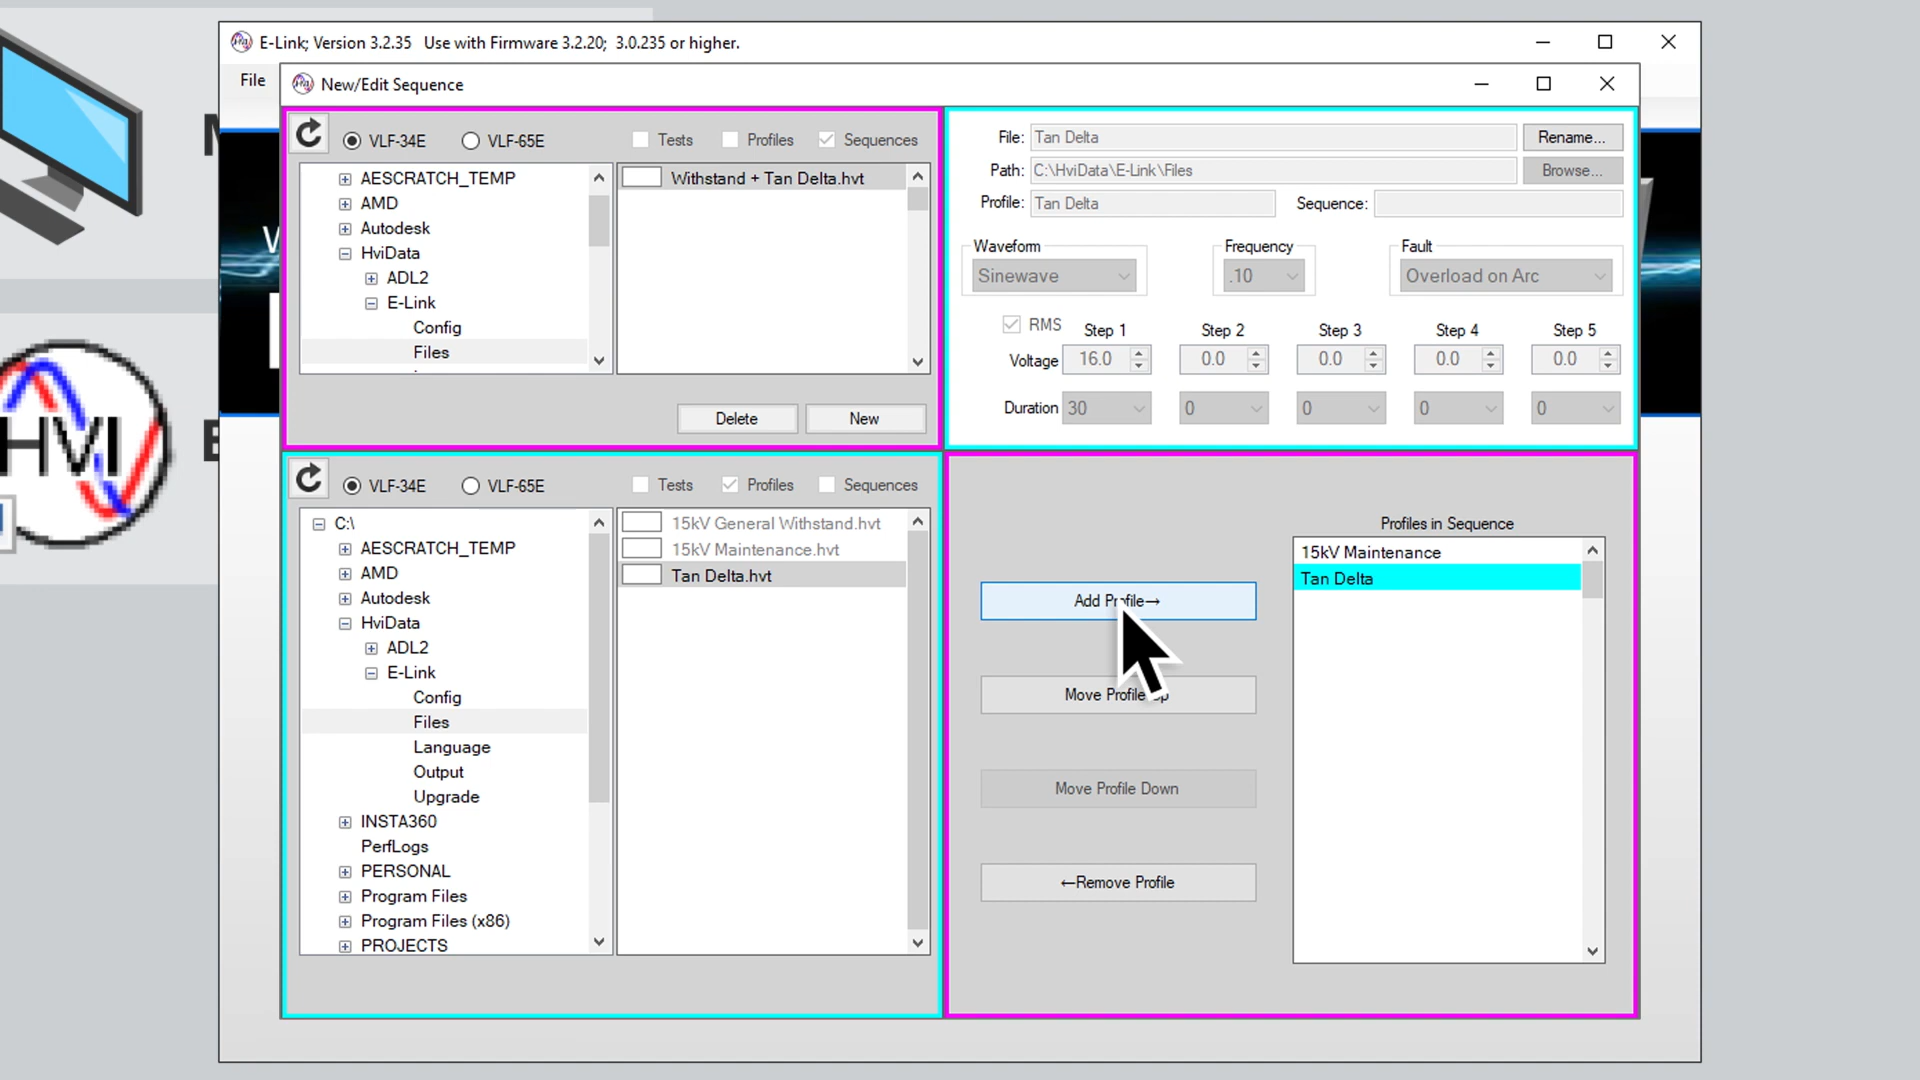 E-Link; Version 3.2.35 Use with Firmware 3.2.20; 3.0.235 or higher.
File
New/Edit Sequence
VLF-34E VLF-65E Tests Profiles Sequences
AESCRATCH_TEMP
AMD
Autodesk
HviData
ADL2
E-Link
Config
Files
Withstand + Tan Delta.hvt
Delete New
File: Tan Delta Rename...
Path: C:\HviData\E-Link\Files Browse...
Profile: Tan Delta Sequence:
Waveform Frequency Fault
Sinewave .10 Overload on Arc
RMS Step 1 Step 2 Step 3 Step 4 Step 5
Voltage 16.0 0.0 0.0 0.0 0.0
Duration 30 0 0 0 0
VLF-34E VLF-65E Tests Profiles Sequences
C:\
AESCRATCH_TEMP
AMD
Autodesk
HviData
ADL2
E-Link
Config
Files
Language
Output
Upgrade
INSTA360
PerfLogs
PERSONAL
Program Files
Program Files (x86)
PROJECTS
15kV General Withstand.hvt
15kV Maintenance.hvt
Tan Delta.hvt
Add Profile→
Move Profile Up
Move Profile Down
←Remove Profile
Profiles in Sequence
15kV Maintenance
Tan Delta
HVI